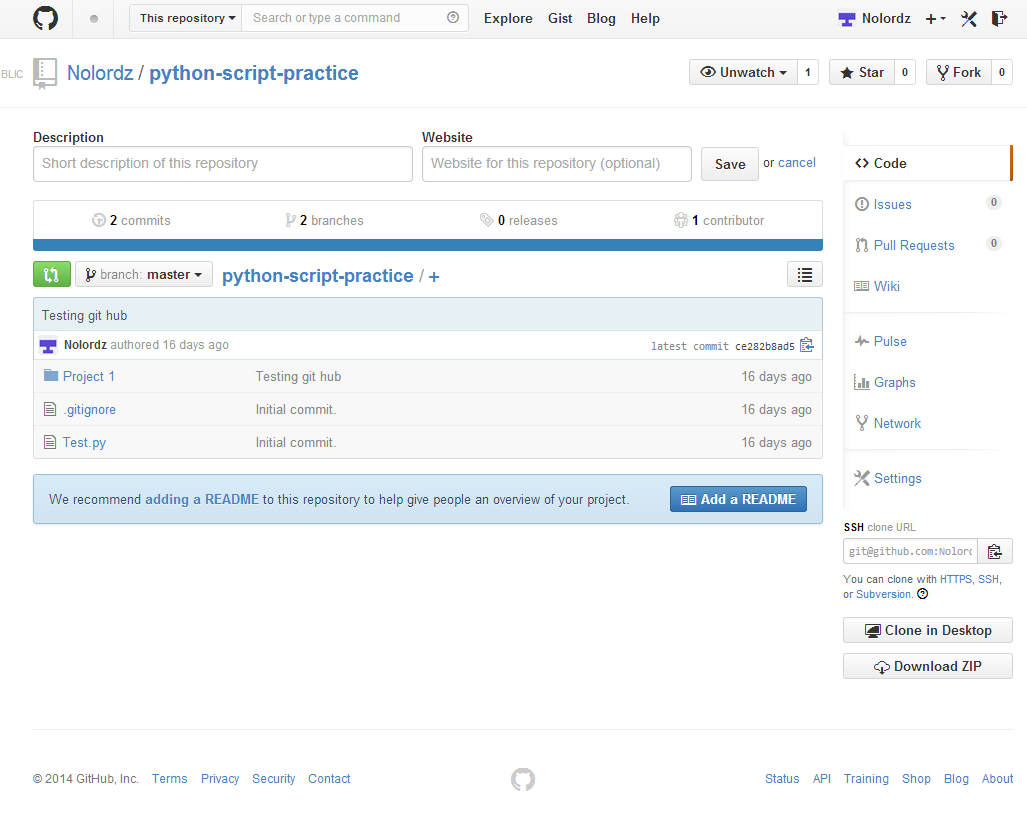 This repository Search or type a command Explore Gist Blog Help Nolordz +
BLIC Nolordz / python-script-practice Unwatch 1 Star 0 Fork 0
Description Website
Short description of this repository Website for this repository (optional) Save or cancel
Code
Issues 0
Pull Requests 0
Wiki
Pulse
Graphs
Network
Settings
2 commits 2 branches 0 releases 1 contributor
branch: master python-script-practice / +
Testing git hub
Nolordz authored 16 days ago latest commit ce282b8ad5
Project 1 Testing git hub 16 days ago
.gitignore Initial commit. 16 days ago
Test.py Initial commit. 16 days ago
We recommend adding a README to this repository to help give people an overview of your project. Add a README
SSH clone URL
git@github.com:Nolord
You can clone with HTTPS, SSH,
or Subversion.
Clone in Desktop
Download ZIP
© 2014 GitHub, Inc. Terms Privacy Security Contact Status API Training Shop Blog About